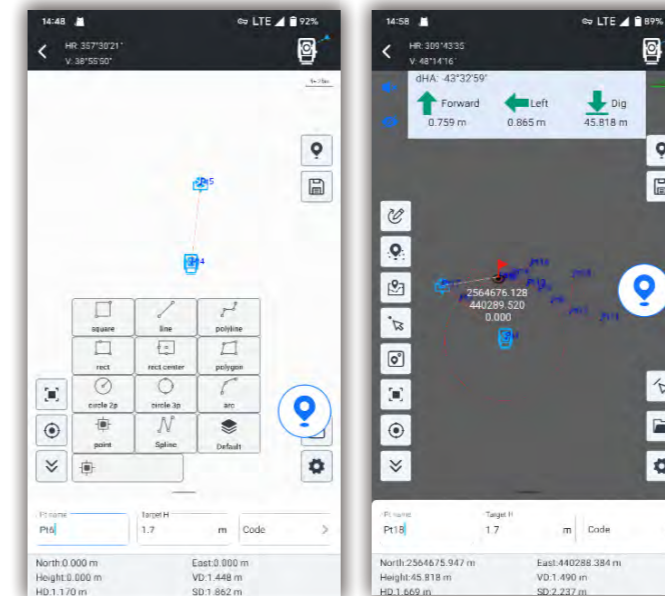 14:48
LTE 92%
HR: 357°30'21"
V: 38°55'50"
Pt5
square
line
polyline
rect
rect center
polygon
circle 2p
circle 3p
arc
point
Spline
Default
Pt name
Pt6
Target H
1.7 m
Code
North:0.000 m
East:0.000 m
Height:0.000 m
VD:1.448 m
HD:1.170 m
SD:1.862 m
14:58
LTE 89%
HR: 309°43'35"
V: 48°14'16"
dHA: -43°32'59"
Forward
Left
Dig
0.759 m
0.865 m
45.818 m
2564676.128
440289.520
0.000
Pt name
Pt18
Target H
1.7 m
Code
North:2564675.947 m
East:440288.384 m
Height:45.818 m
VD:1.490 m
HD:1.669 m
SD:2.237 m